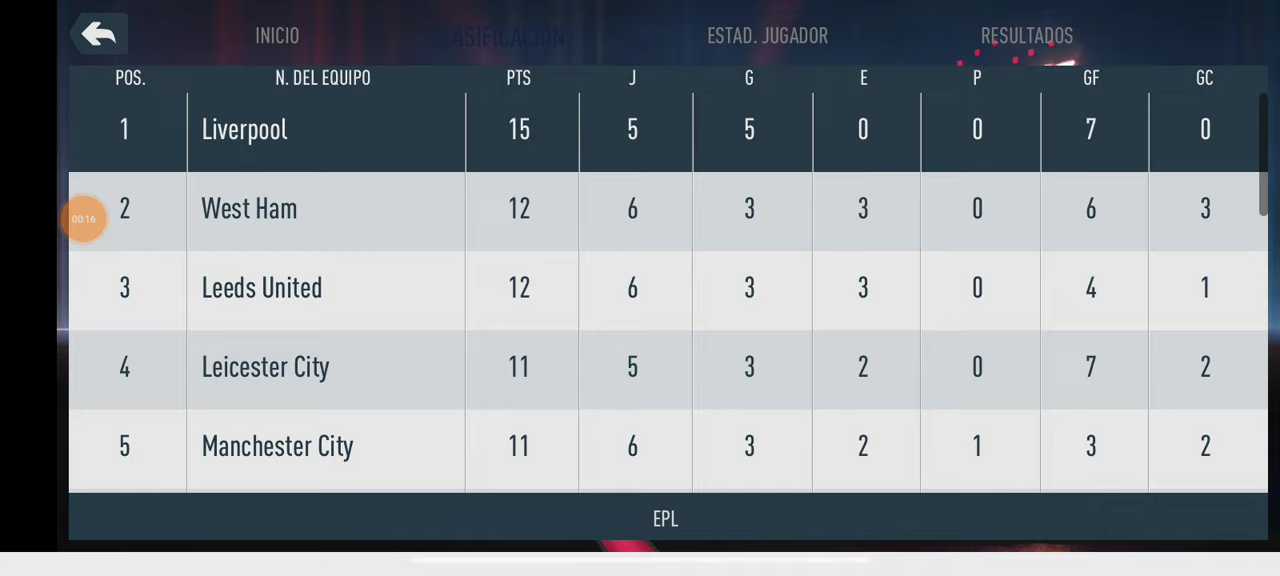 INICIO CLASIFICACIÓN ESTAD. JUGADOR RESULTADOS
POS. N. DEL EQUIPO PTS J G E P GF GC
1 Liverpool 15 5 5 0 0 7 0
2 West Ham 12 6 3 3 0 6 3
00:16
3 Leeds United 12 6 3 3 0 4 1
4 Leicester City 11 5 3 2 0 7 2
5 Manchester City 11 6 3 2 1 3 2
EPL